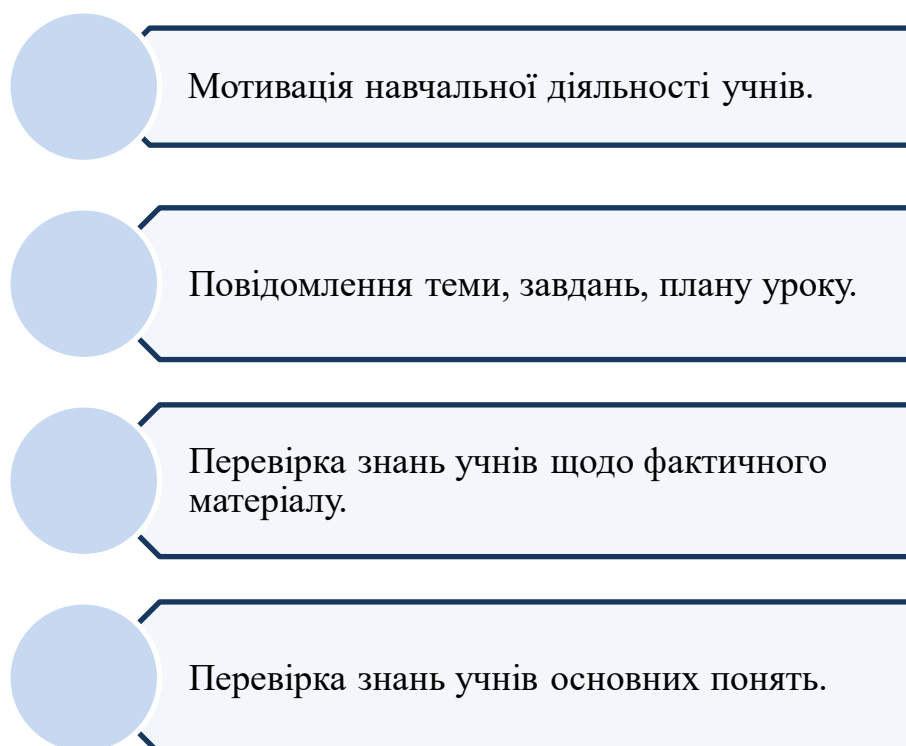 Мотивація навчальної діяльності учнів.
Повідомлення теми, завдань, плану уроку.
Перевірка знань учнів щодо фактичного
матеріалу.
Перевірка знань учнів основних понять.